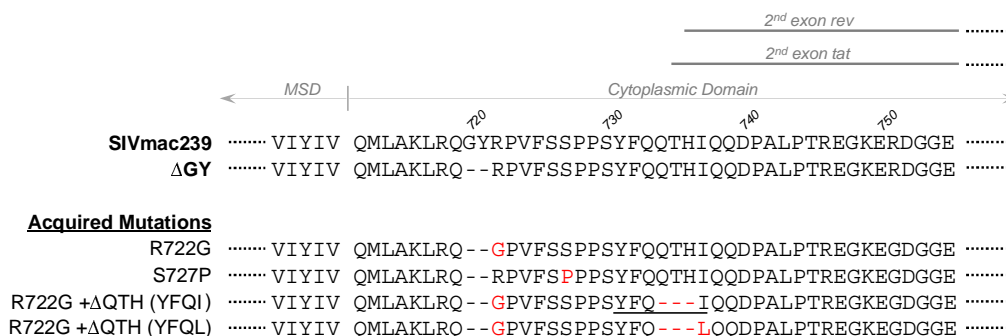 2nd exon rev
2nd exon tat
MSD Cytoplasmic Domain
720 730 740 750
SIVmac239 ········ VIYIV QMLAKLRQGYRPVFSSPPSYFQQTHIQQDPALPTREGKERDGGE ········
ΔGY ········ VIYIV QMLAKLRQ--RPVFSSPPSYFQQTHIQQDPALPTREGKERDGGE ········
Acquired Mutations
R722G ········ VIYIV QMLAKLRQ--GPVFSSPPSYFQQTHIQQDPALPTREGKEGDGGE ········
S727P ········ VIYIV QMLAKLRQ--RPVFSPPPSYFQQTHIQQDPALPTREGKEGDGGE ········
R722G +ΔQTH (YFQI) ········ VIYIV QMLAKLRQ--GPVFSSPPSYFQ---IQQDPALPTREGKEGDGGE ········
R722G +ΔQTH (YFQL) ········ VIYIV QMLAKLRQ--GPVFSSPPSYFQ---LQQDPALPTREGKEGDGGE ········